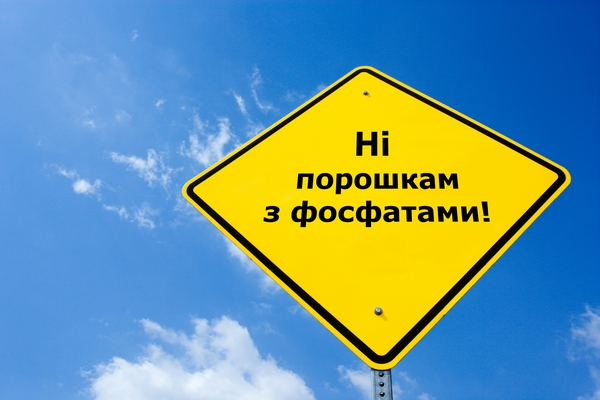 Ні
порошкам
з фосфатами!